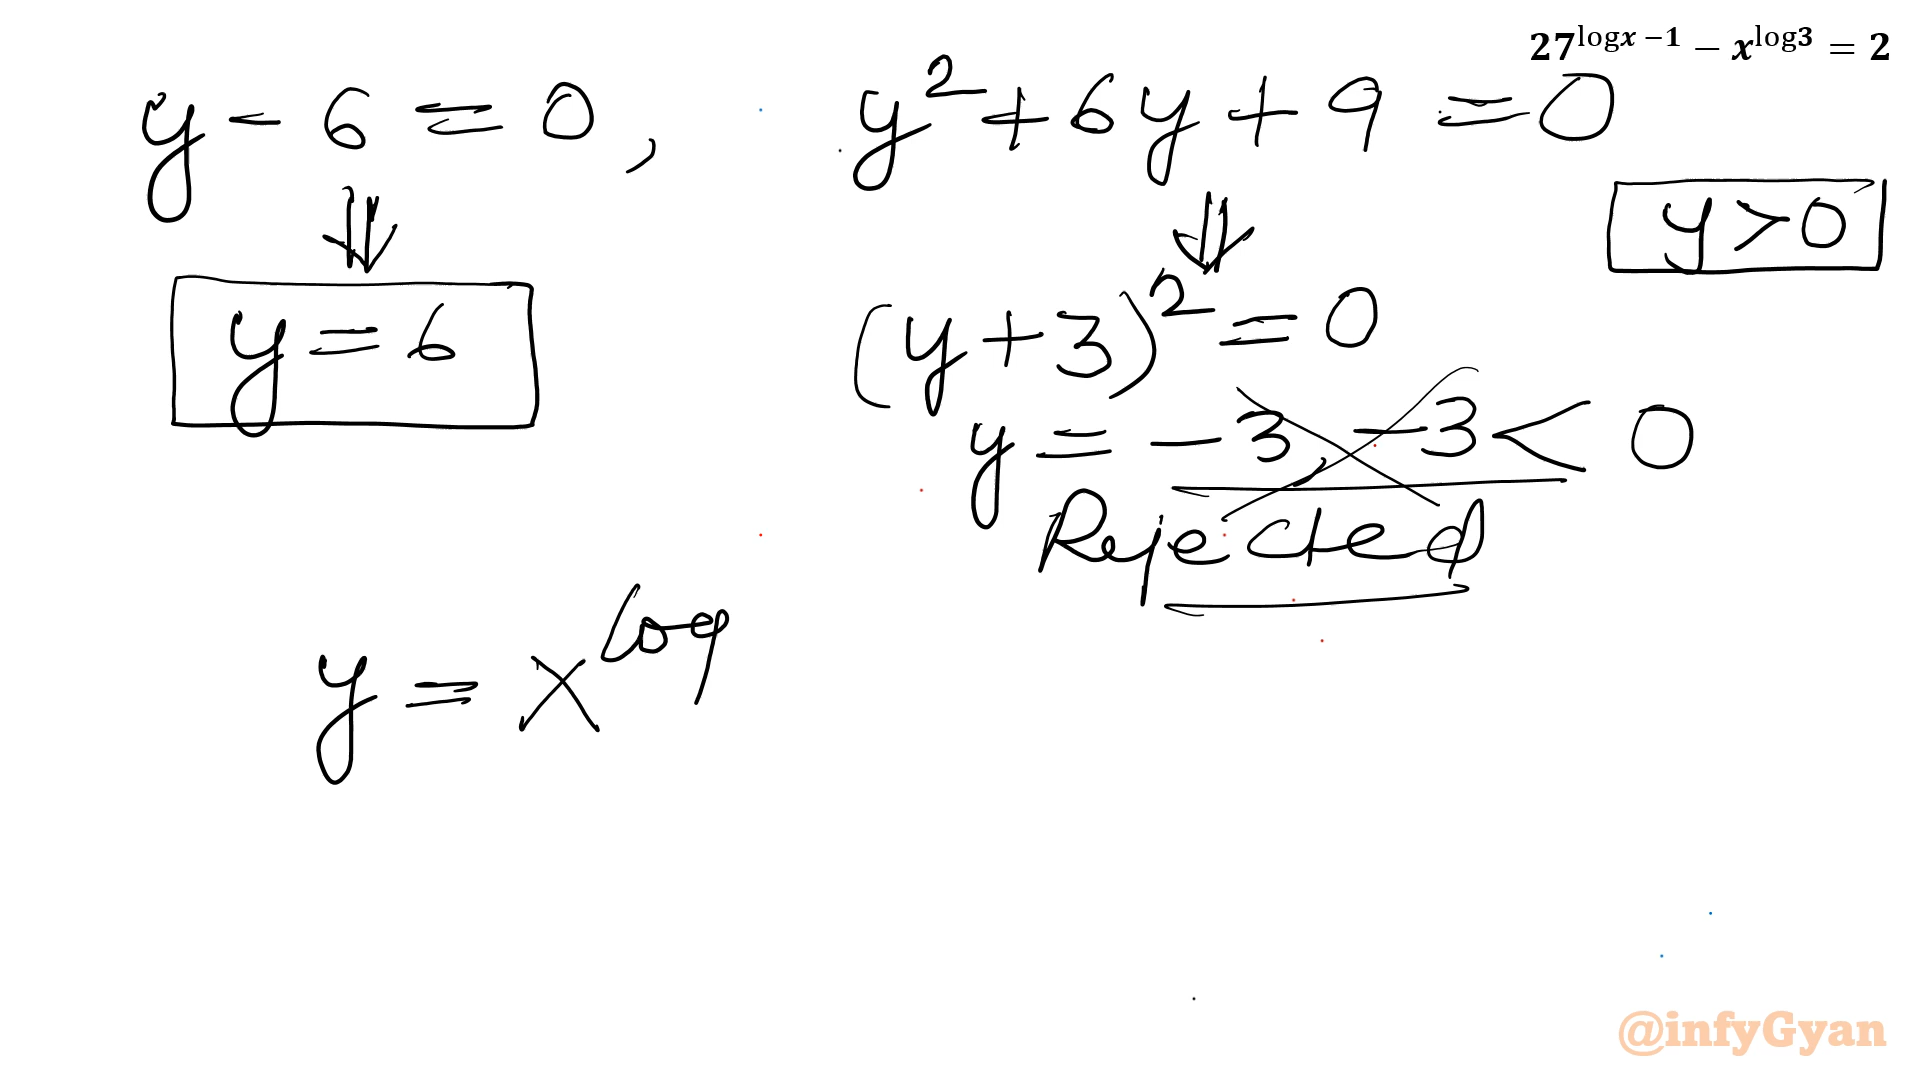 27^{log x - 1} - x^{log 3} = 2
y - 6 = 0, y² + 6y + 9 = 0
y > 0
y = 6
(y + 3)² = 0
y = -3, -3 < 0
Rejected
y = x^{log}
@infyGyan